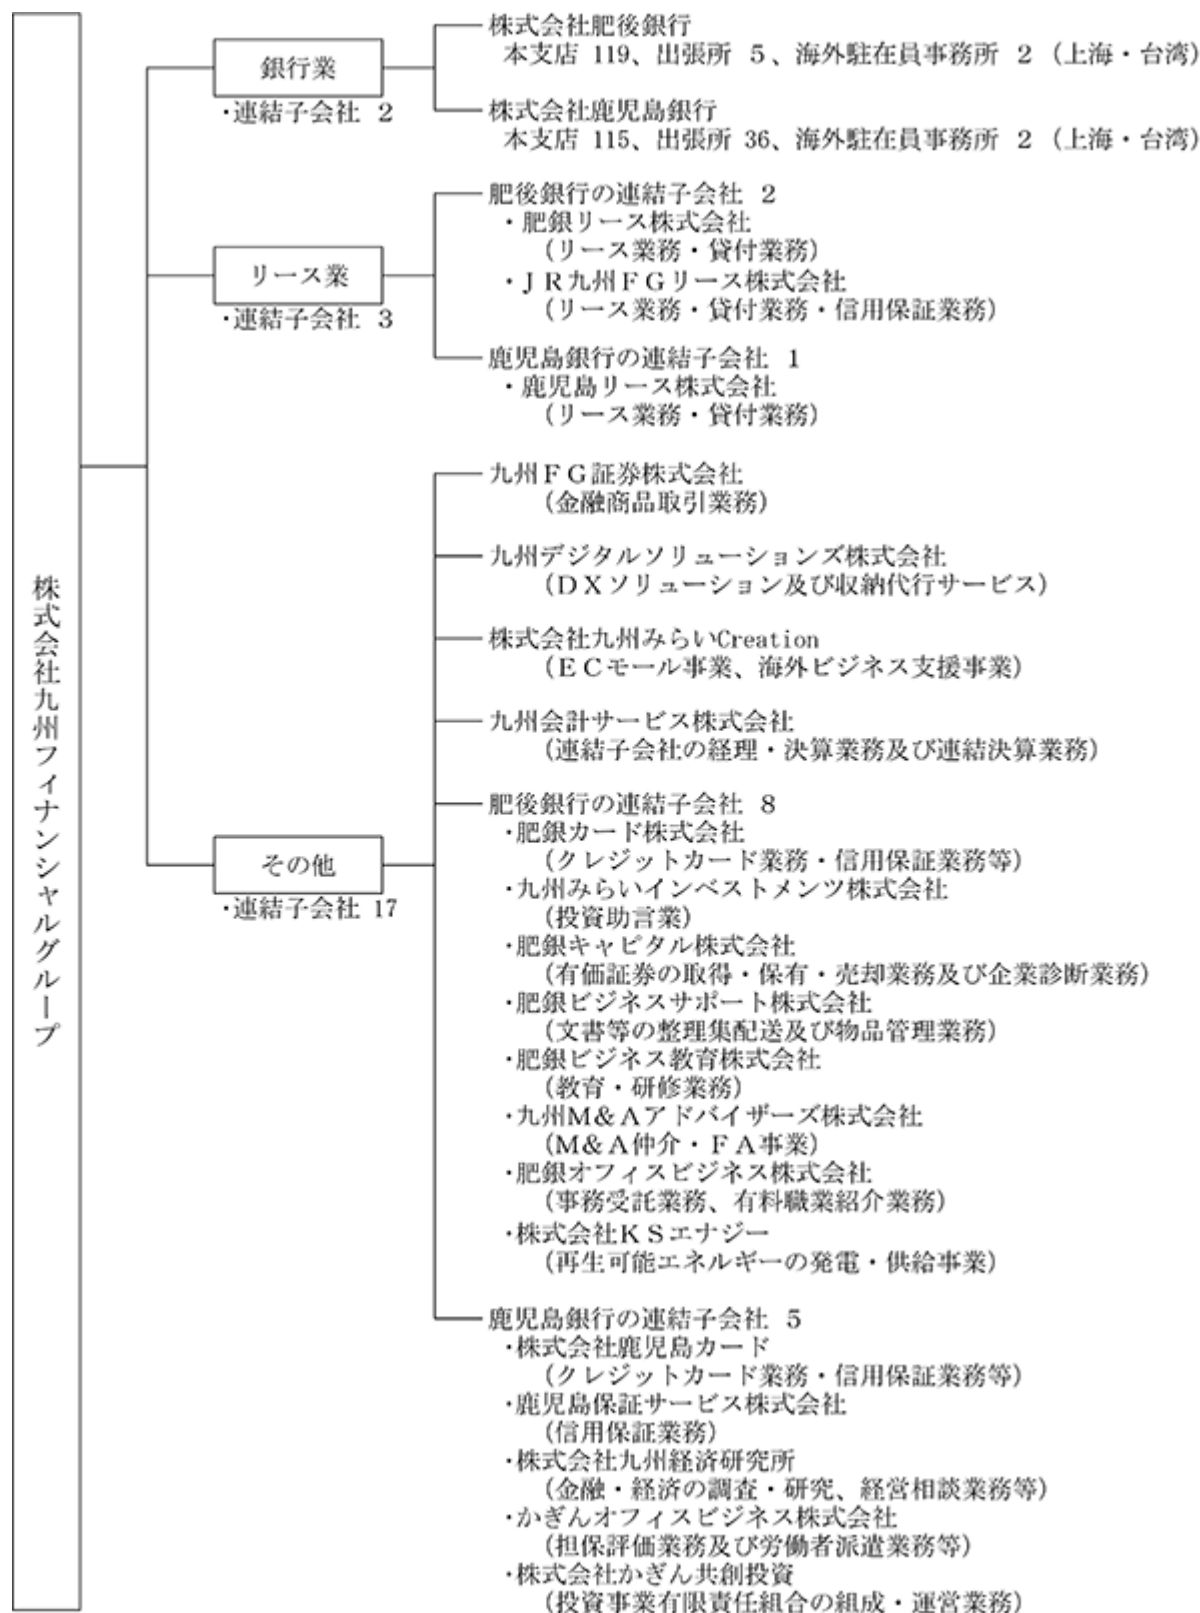 株式会社九州フィナンシャルグループ
銀行業
・連結子会社 2
株式会社肥後銀行
本支店 119、出張所 5、海外駐在員事務所 2 (上海・台湾)
株式会社鹿児島銀行
本支店 115、出張所 36、海外駐在員事務所 2 (上海・台湾)
リース業
・連結子会社 3
肥後銀行の連結子会社 2
・肥銀リース株式会社
(リース業務・貸付業務)
・JR九州FGリース株式会社
(リース業務・貸付業務・信用保証業務)
鹿児島銀行の連結子会社 1
・鹿児島リース株式会社
(リース業務・貸付業務)
その他
・連結子会社 17
九州FG証券株式会社
(金融商品取引業務)
九州デジタルソリューションズ株式会社
(DXソリューション及び収納代行サービス)
株式会社九州みらいCreation
(ECモール事業、海外ビジネス支援事業)
九州会計サービス株式会社
(連結子会社の経理・決算業務及び連結決算業務)
肥後銀行の連結子会社 8
・肥銀カード株式会社
(クレジットカード業務・信用保証業務等)
・九州みらいインベストメンツ株式会社
(投資助言業)
・肥銀キャピタル株式会社
(有価証券の取得・保有・売却業務及び企業診断業務)
・肥銀ビジネスサポート株式会社
(文書等の整理集配送及び物品管理業務)
・肥銀ビジネス教育株式会社
(教育・研修業務)
・九州M&Aアドバイザーズ株式会社
(M&A仲介・FA事業)
・肥銀オフィスビジネス株式会社
(事務受託業務、有料職業紹介業務)
・株式会社KSエナジー
(再生可能エネルギーの発電・供給事業)
鹿児島銀行の連結子会社 5
・株式会社鹿児島カード
(クレジットカード業務・信用保証業務等)
・鹿児島保証サービス株式会社
(信用保証業務)
・株式会社九州経済研究所
(金融・経済の調査・研究、経営相談業務等)
・かぎんオフィスビジネス株式会社
(担保評価業務及び労働者派遣業務等)
・株式会社かぎん共創投資
(投資事業有限責任組合の組成・運営業務)